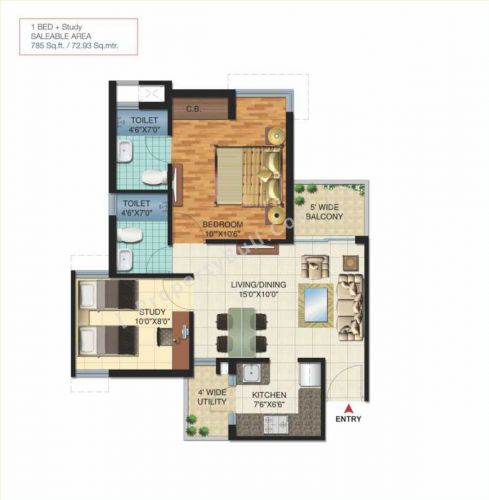 1 BED + Study
SALEABLE AREA
785 Sq.ft. / 72.93 Sq.mtr.
TOILET
4'6"X7'0"
C.B.
TOILET
4'6"X7'0"
BEDROOM
10'"X10'6"
5' WIDE
BALCONY
LIVING/DINING
15'0"X10'0"
STUDY
10'0"X8'0"
4' WIDE
UTILITY
KITCHEN
7'6"X6'6"
ENTRY